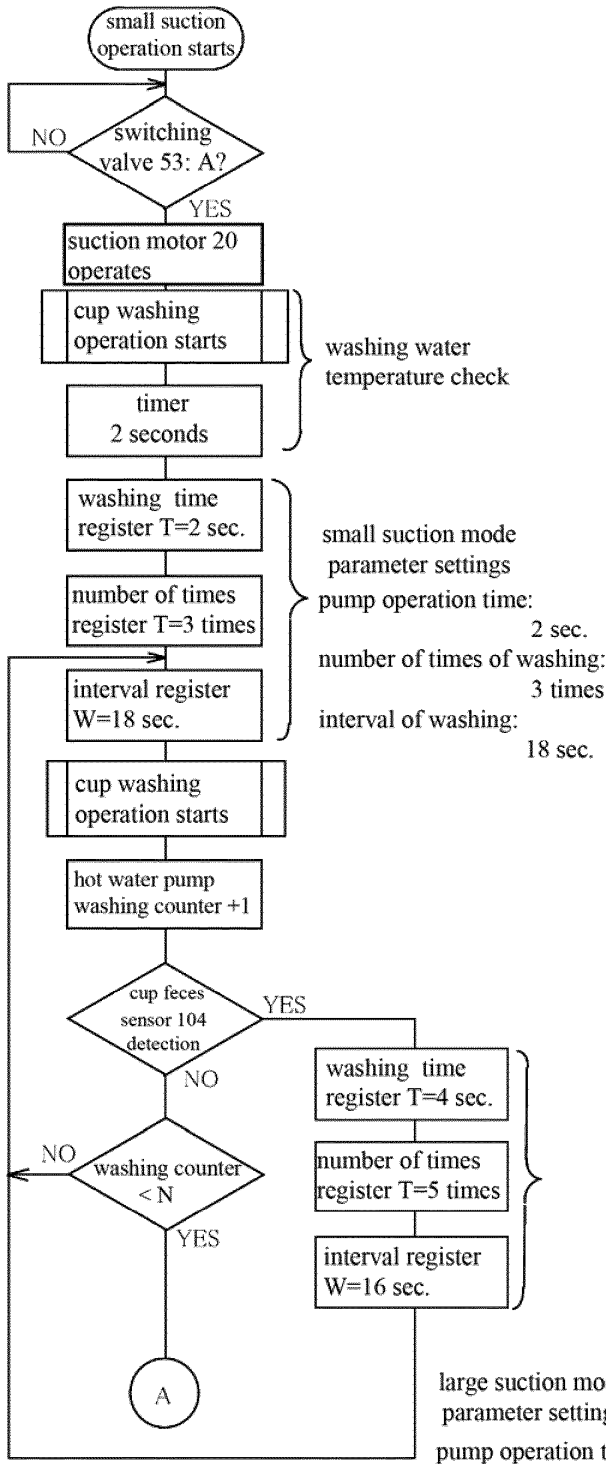 small suction
operation starts
NO
switching
valve 53: A?
YES
suction motor 20
operates
cup washing
operation starts
washing water
temperature check
timer
2 seconds
washing time
register T=2 sec.
number of times
register T=3 times
interval register
W=18 sec.
small suction mode
parameter settings
pump operation time:
2 sec.
number of times of washing:
3 times
interval of washing:
18 sec.
cup washing
operation starts
hot water pump
washing counter +1
cup feces
sensor 104
detection
YES
NO
washing time
register T=4 sec.
number of times
register T=5 times
interval register
W=16 sec.
NO
washing counter
< N
YES
A
large suction mo
parameter setting
pump operation t